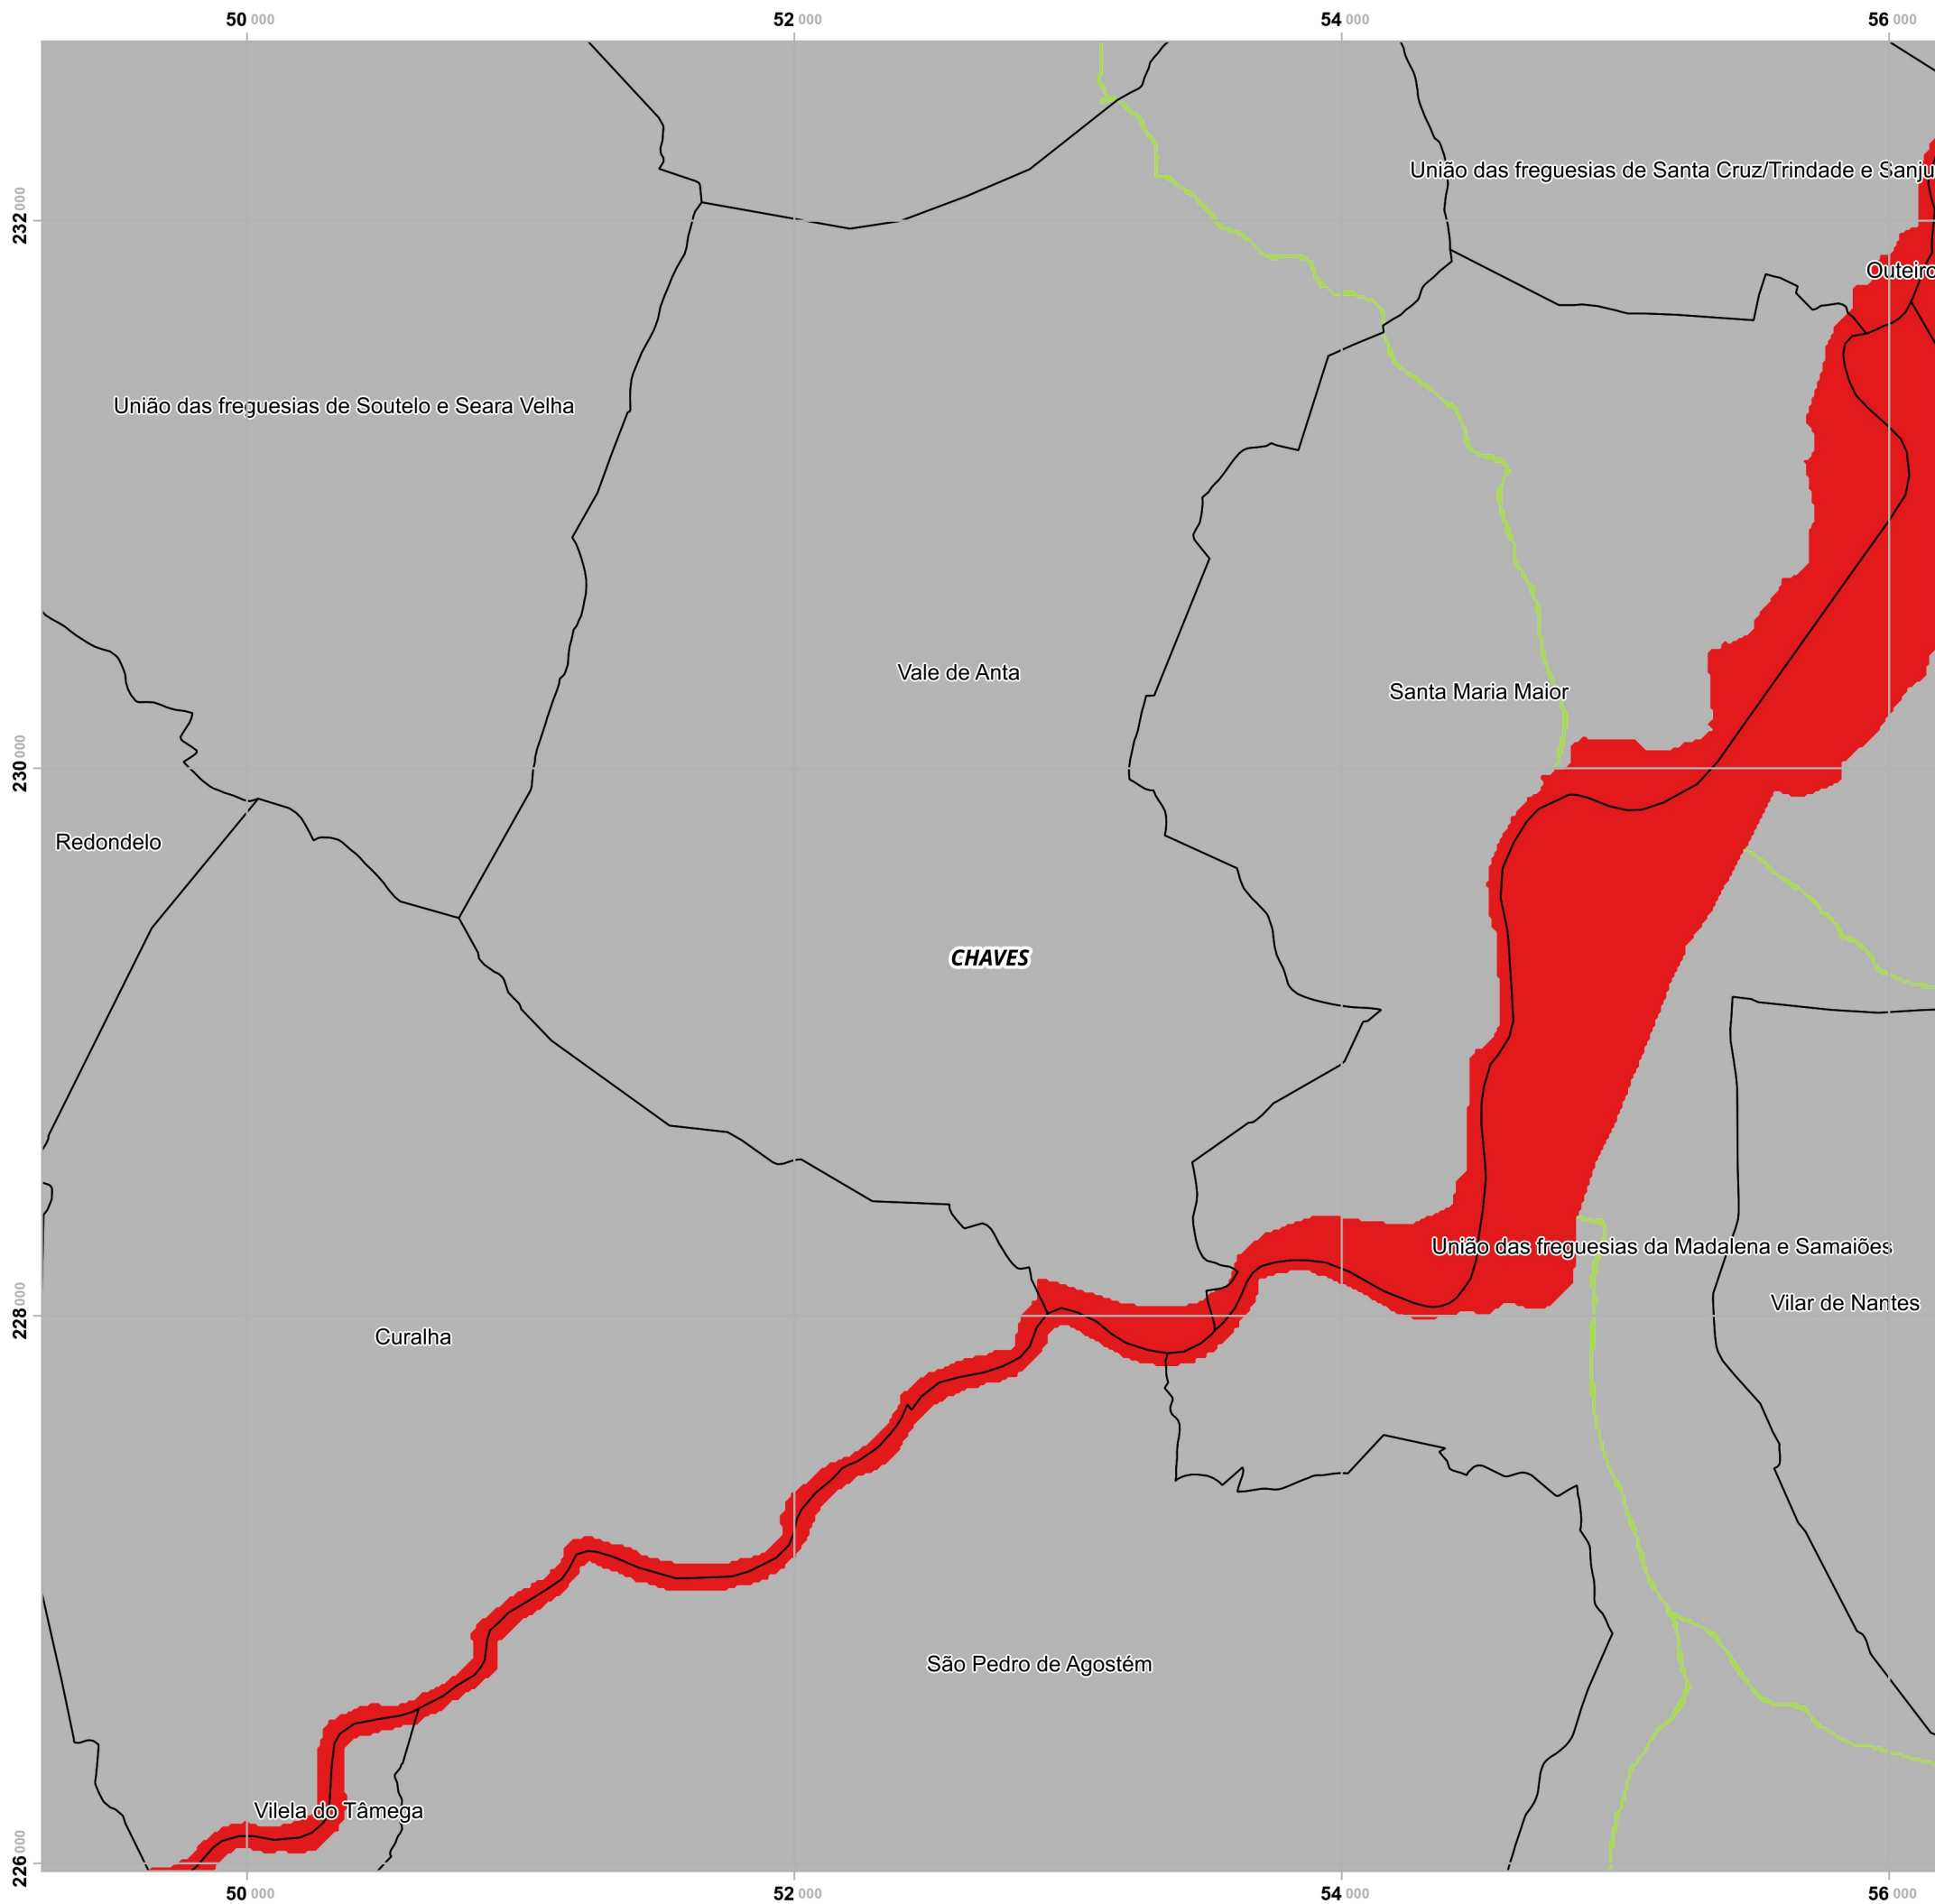 50 000 52 000 54 000 56 000
União das freguesias de Santa Cruz/Trindade e Sanju
232 000
Outeiro
União das freguesias de Soutelo e Seara Velha
Vale de Anta
Santa Maria Maior
230 000
Redondelo
CHAVES
União das freguesias da Madalena e Samaiões
Vilar de Nantes
228 000
Curalha
São Pedro de Agostém
Vilela do Tâmega
226 000
50 000 52 000 54 000 56 000